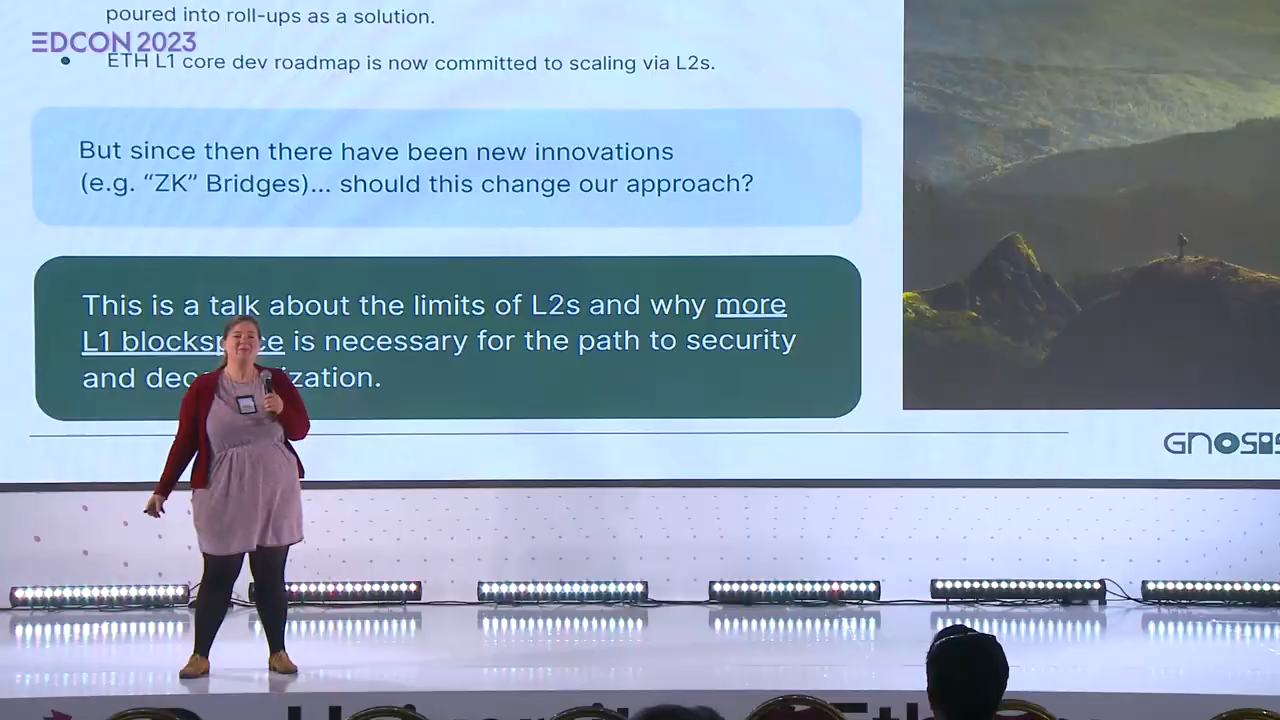 poured into roll-ups as a solution.
EDCON 2023
• ETH L1 core dev roadmap is now committed to scaling via L2s.
But since then there have been new innovations
(e.g. “ZK” Bridges)... should this change our approach?
This is a talk about the limits of L2s and why more
L1 is necessary for the path to security
and
GNOSIS